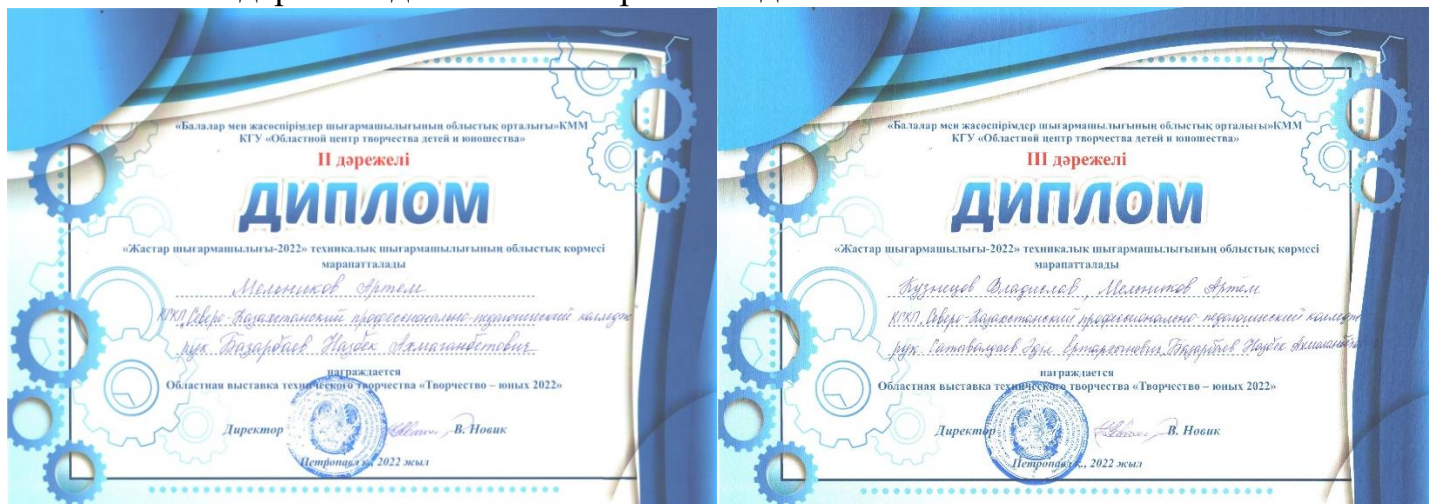 «Балалар мен жасөспірімдер шығармашылығының облыстық орталығы»КММ
КГУ «Областной центр творчества детей и юношества»
II дәрежелі
ДИПЛОМ
«Жастар шығармашылығы-2022» техникалық шығармашылығының облыстық көрмесі
марапатталады
Мельников Артём
КГКП „Северо-Казахстанский профессионально-педагогический колледж
рук. Базарбаев Наубек
награждается
Областная выставка технического творчества «Творчество – юных 2022»
Директор В. Новик
Петропавл қ., 2022 жыл
«Балалар мен жасөспірімдер шығармашылығының облыстық орталығы»КММ
КГУ «Областной центр творчества детей и юношества»
III дәрежелі
ДИПЛОМ
«Жастар шығармашылығы-2022» техникалық шығармашылығының облыстық көрмесі
марапатталады
Кузнецов Владислав, Мельников Артём
КГКП „Северо-Казахстанский профессионально-педагогический колледж
рук. Базарбаев
награждается
Областная выставка технического творчества «Творчество – юных 2022»
Директор В. Новик
Петропавл қ., 2022 жыл